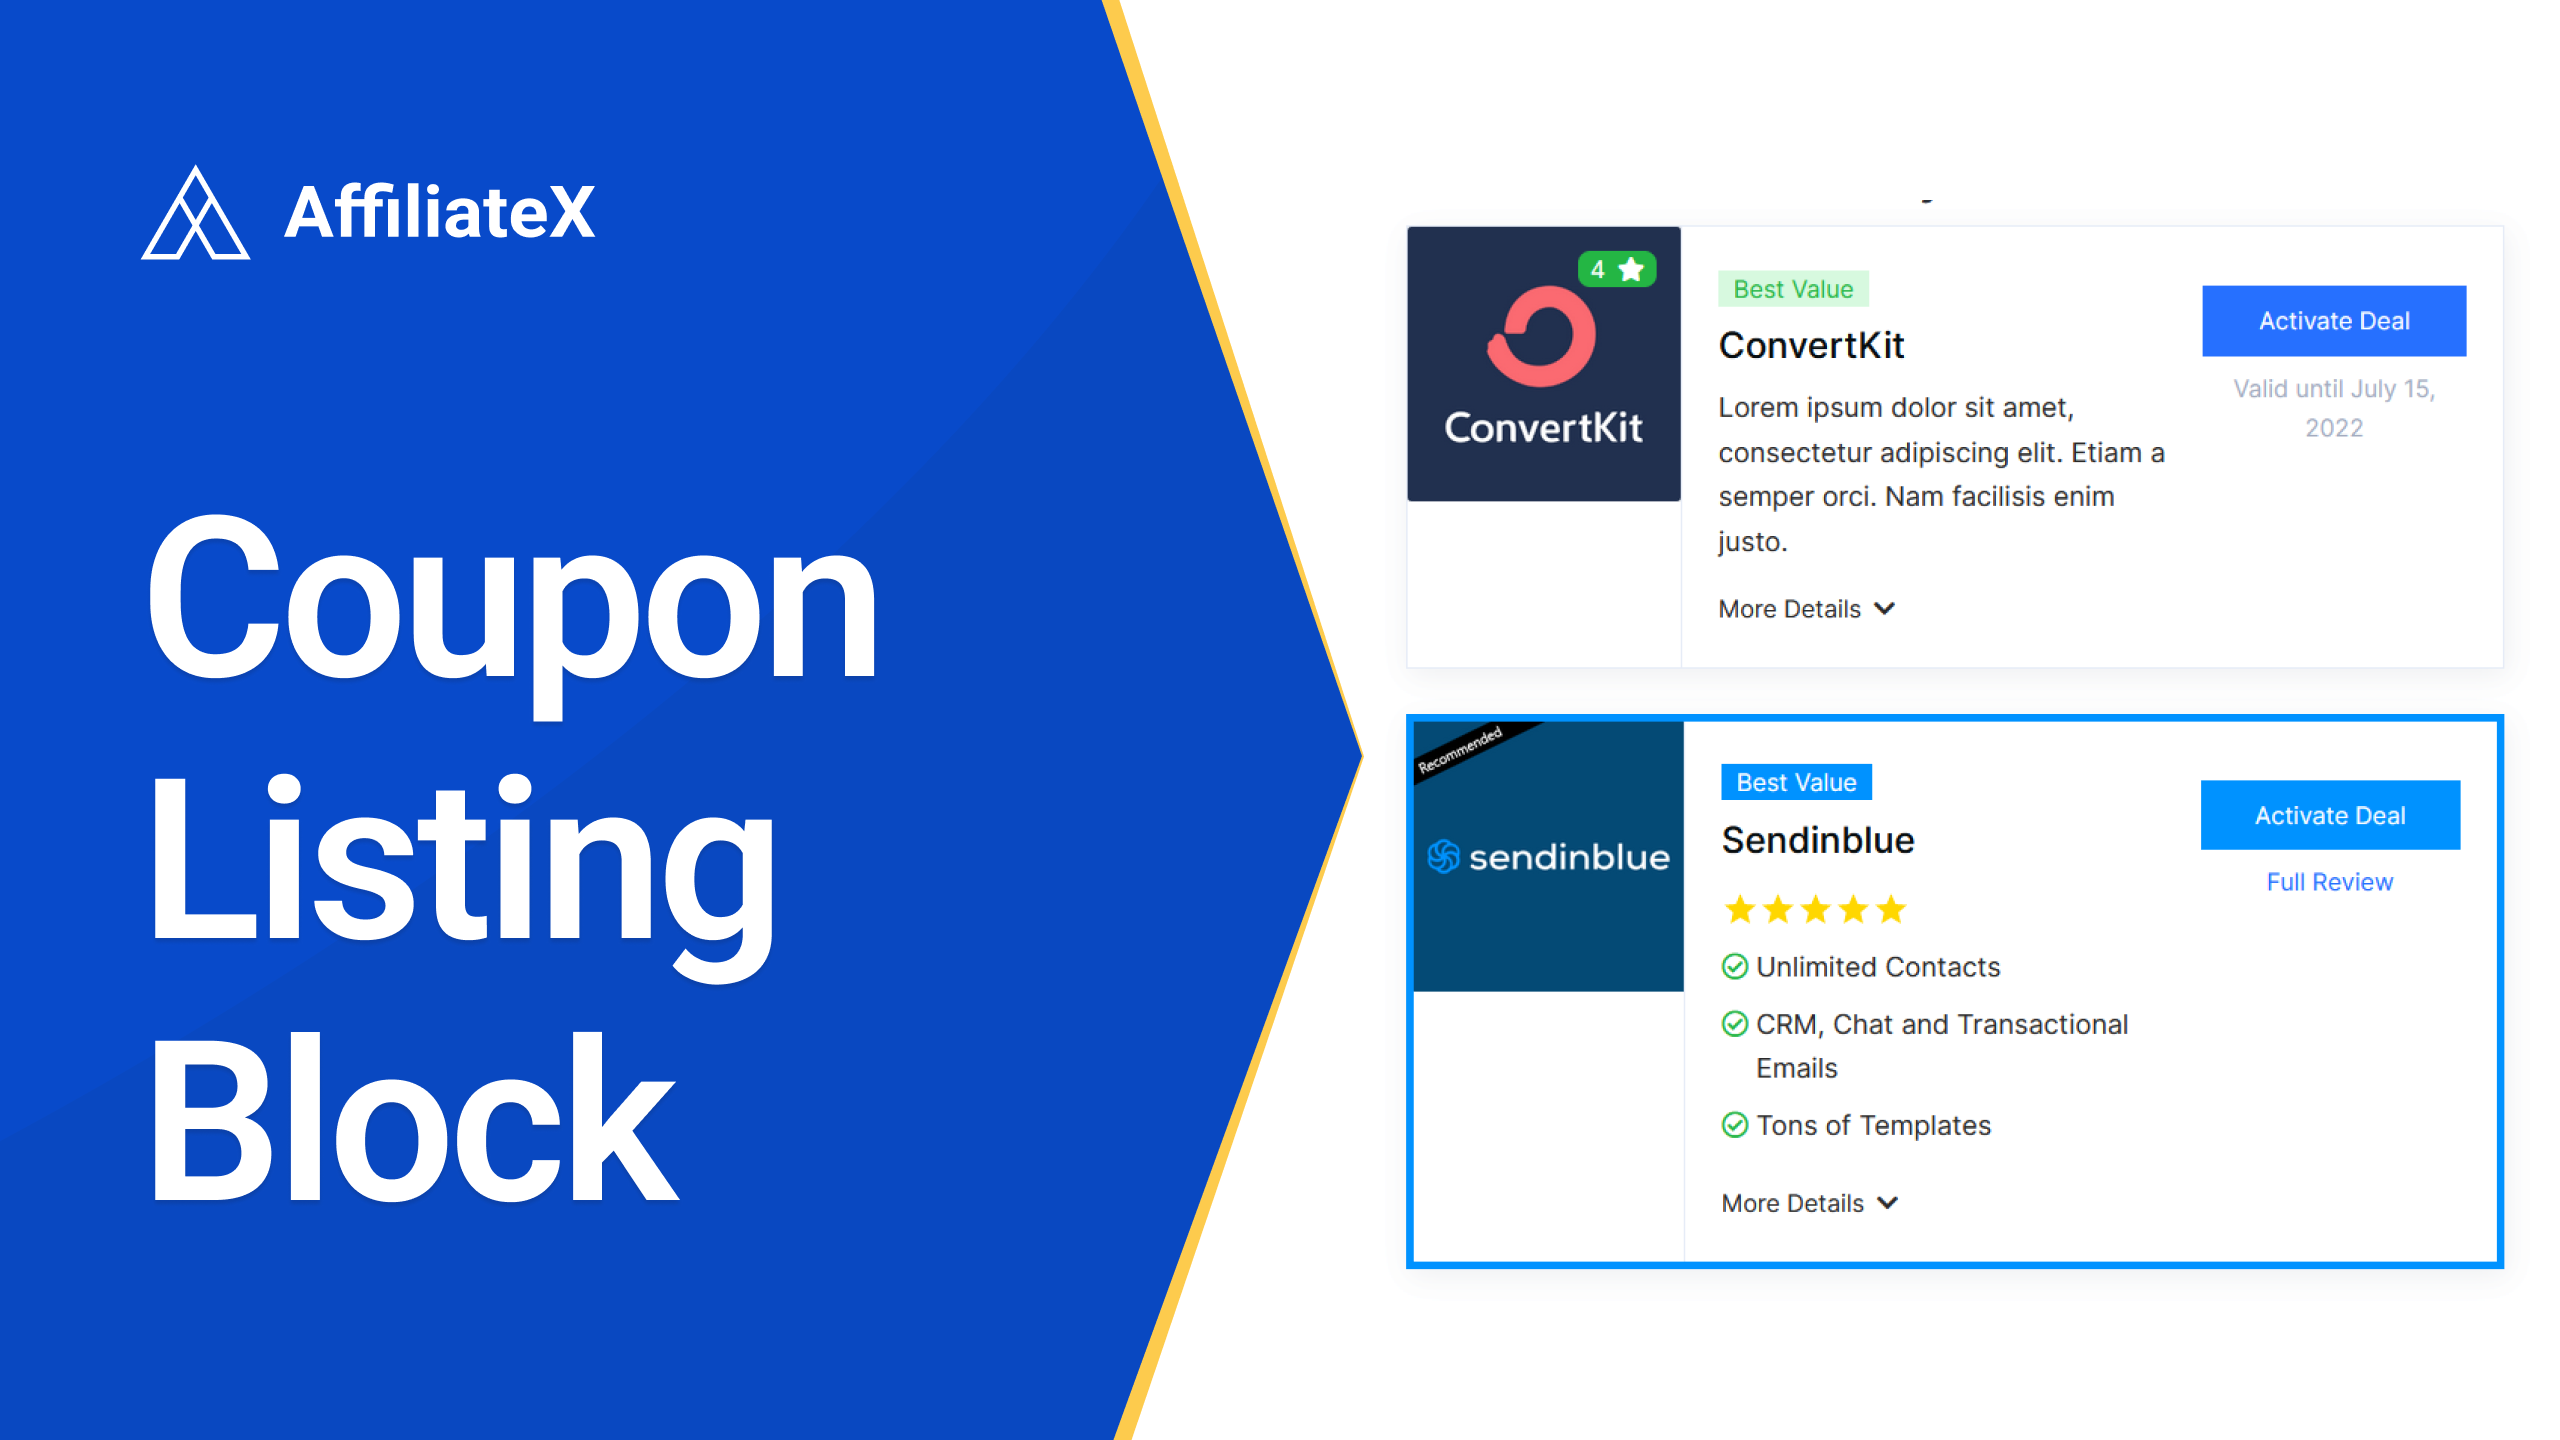 AffiliateX
Coupon
Listing
Block
4
ConvertKit
Best Value
ConvertKit
Lorem ipsum dolor sit amet,
consectetur adipiscing elit. Etiam a
semper orci. Nam facilisis enim
justo.
More Details
Activate Deal
Valid until July 15,
2022
Recommended
sendinblue
Best Value
Sendinblue
Unlimited Contacts
CRM, Chat and Transactional
Emails
Tons of Templates
More Details
Activate Deal
Full Review